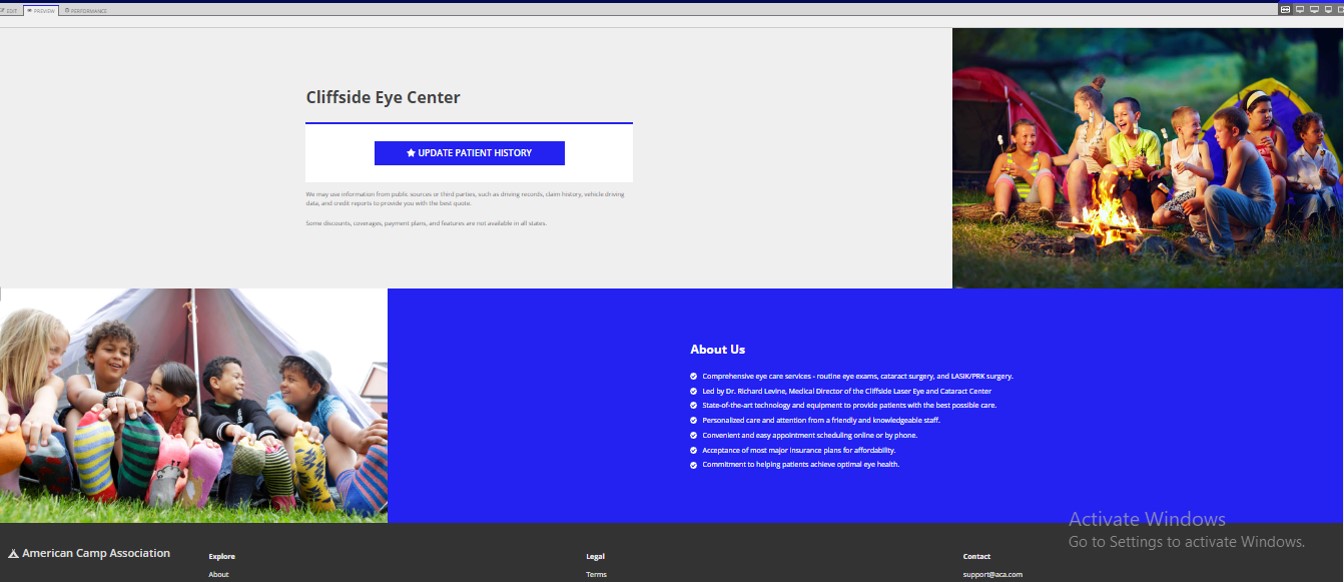 EDIT
PREVIEW
PERFORMANCE
Cliffside Eye Center
UPDATE PATIENT HISTORY
We may use information from public sources or third parties, such as driving records, claim history, vehicle driving
data, and credit reports to provide you with the best quote.
Some discounts, coverages, payment plans, and features are not available in all states.
About Us
Comprehensive eye care services - routine eye exams, cataract surgery, and LASIK/PRK surgery.
Led by Dr. Richard Levine, Medical Director of the Cliffside Laser Eye and Cataract Center
State-of-the-art technology and equipment to provide patients with the best possible care.
Personalized care and attention from a friendly and knowledgeable staff.
Convenient and easy appointment scheduling online or by phone.
Acceptance of most major insurance plans for affordability.
Commitment to helping patients achieve optimal eye health.
Activate Windows
Go to Settings to activate Windows.
American Camp Association
Explore
About
Legal
Terms
Contact
support@aca.com